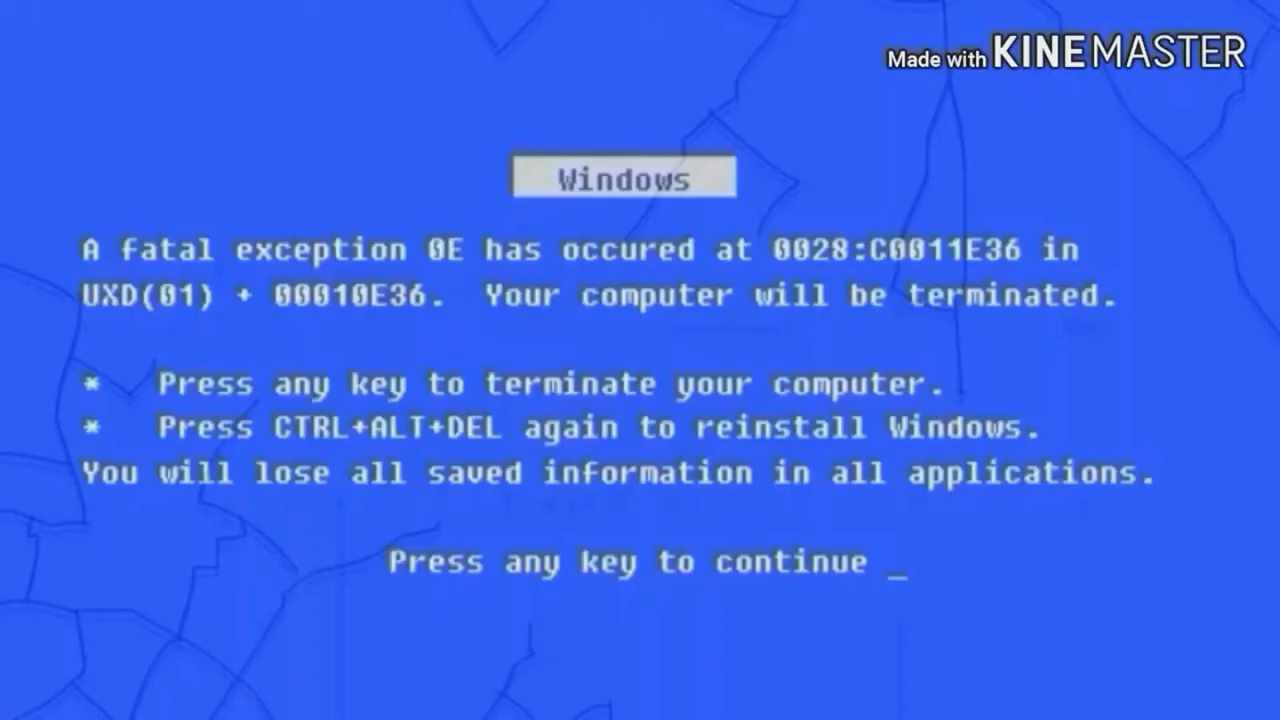 Made with KINEMASTER
Windows
A fatal exception 0E has occured at 0028:C0011E36 in
UXD(01) + 00010E36. Your computer will be terminated.
* Press any key to terminate your computer.
* Press CTRL+ALT+DEL again to reinstall Windows.
You will lose all saved information in all applications.
Press any key to continue _